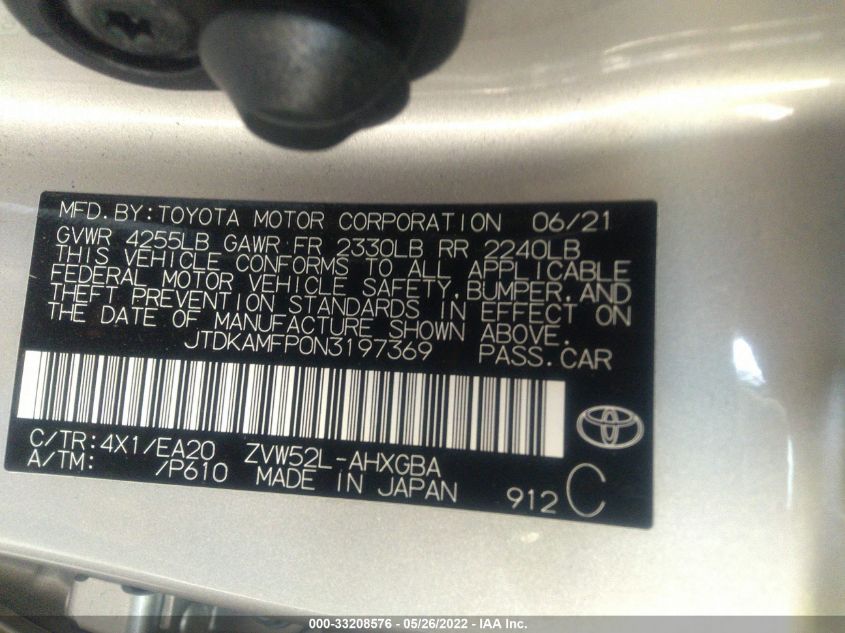 MFD.BY:TOYOTA MOTOR CORPORATION 06/21
GVWR 4255LB GAWR FR 2330LB RR 2240LB
THIS VEHICLE CONFORMS TO ALL APPLICABLE
FEDERAL MOTOR VEHICLE SAFETY,BUMPER,AND
THEFT PREVENTION STANDARDS IN EFFECT ON
THE DATE OF MANUFACTURE SHOWN ABOVE.
JTDKAMFP0N3197369 PASS.CAR
C/TR:4X1/EA20 ZVW52L-AHXGBA
A/TM: /P610 MADE IN JAPAN 912 C
000-33208576 - 05/26/2022 - IAA Inc.